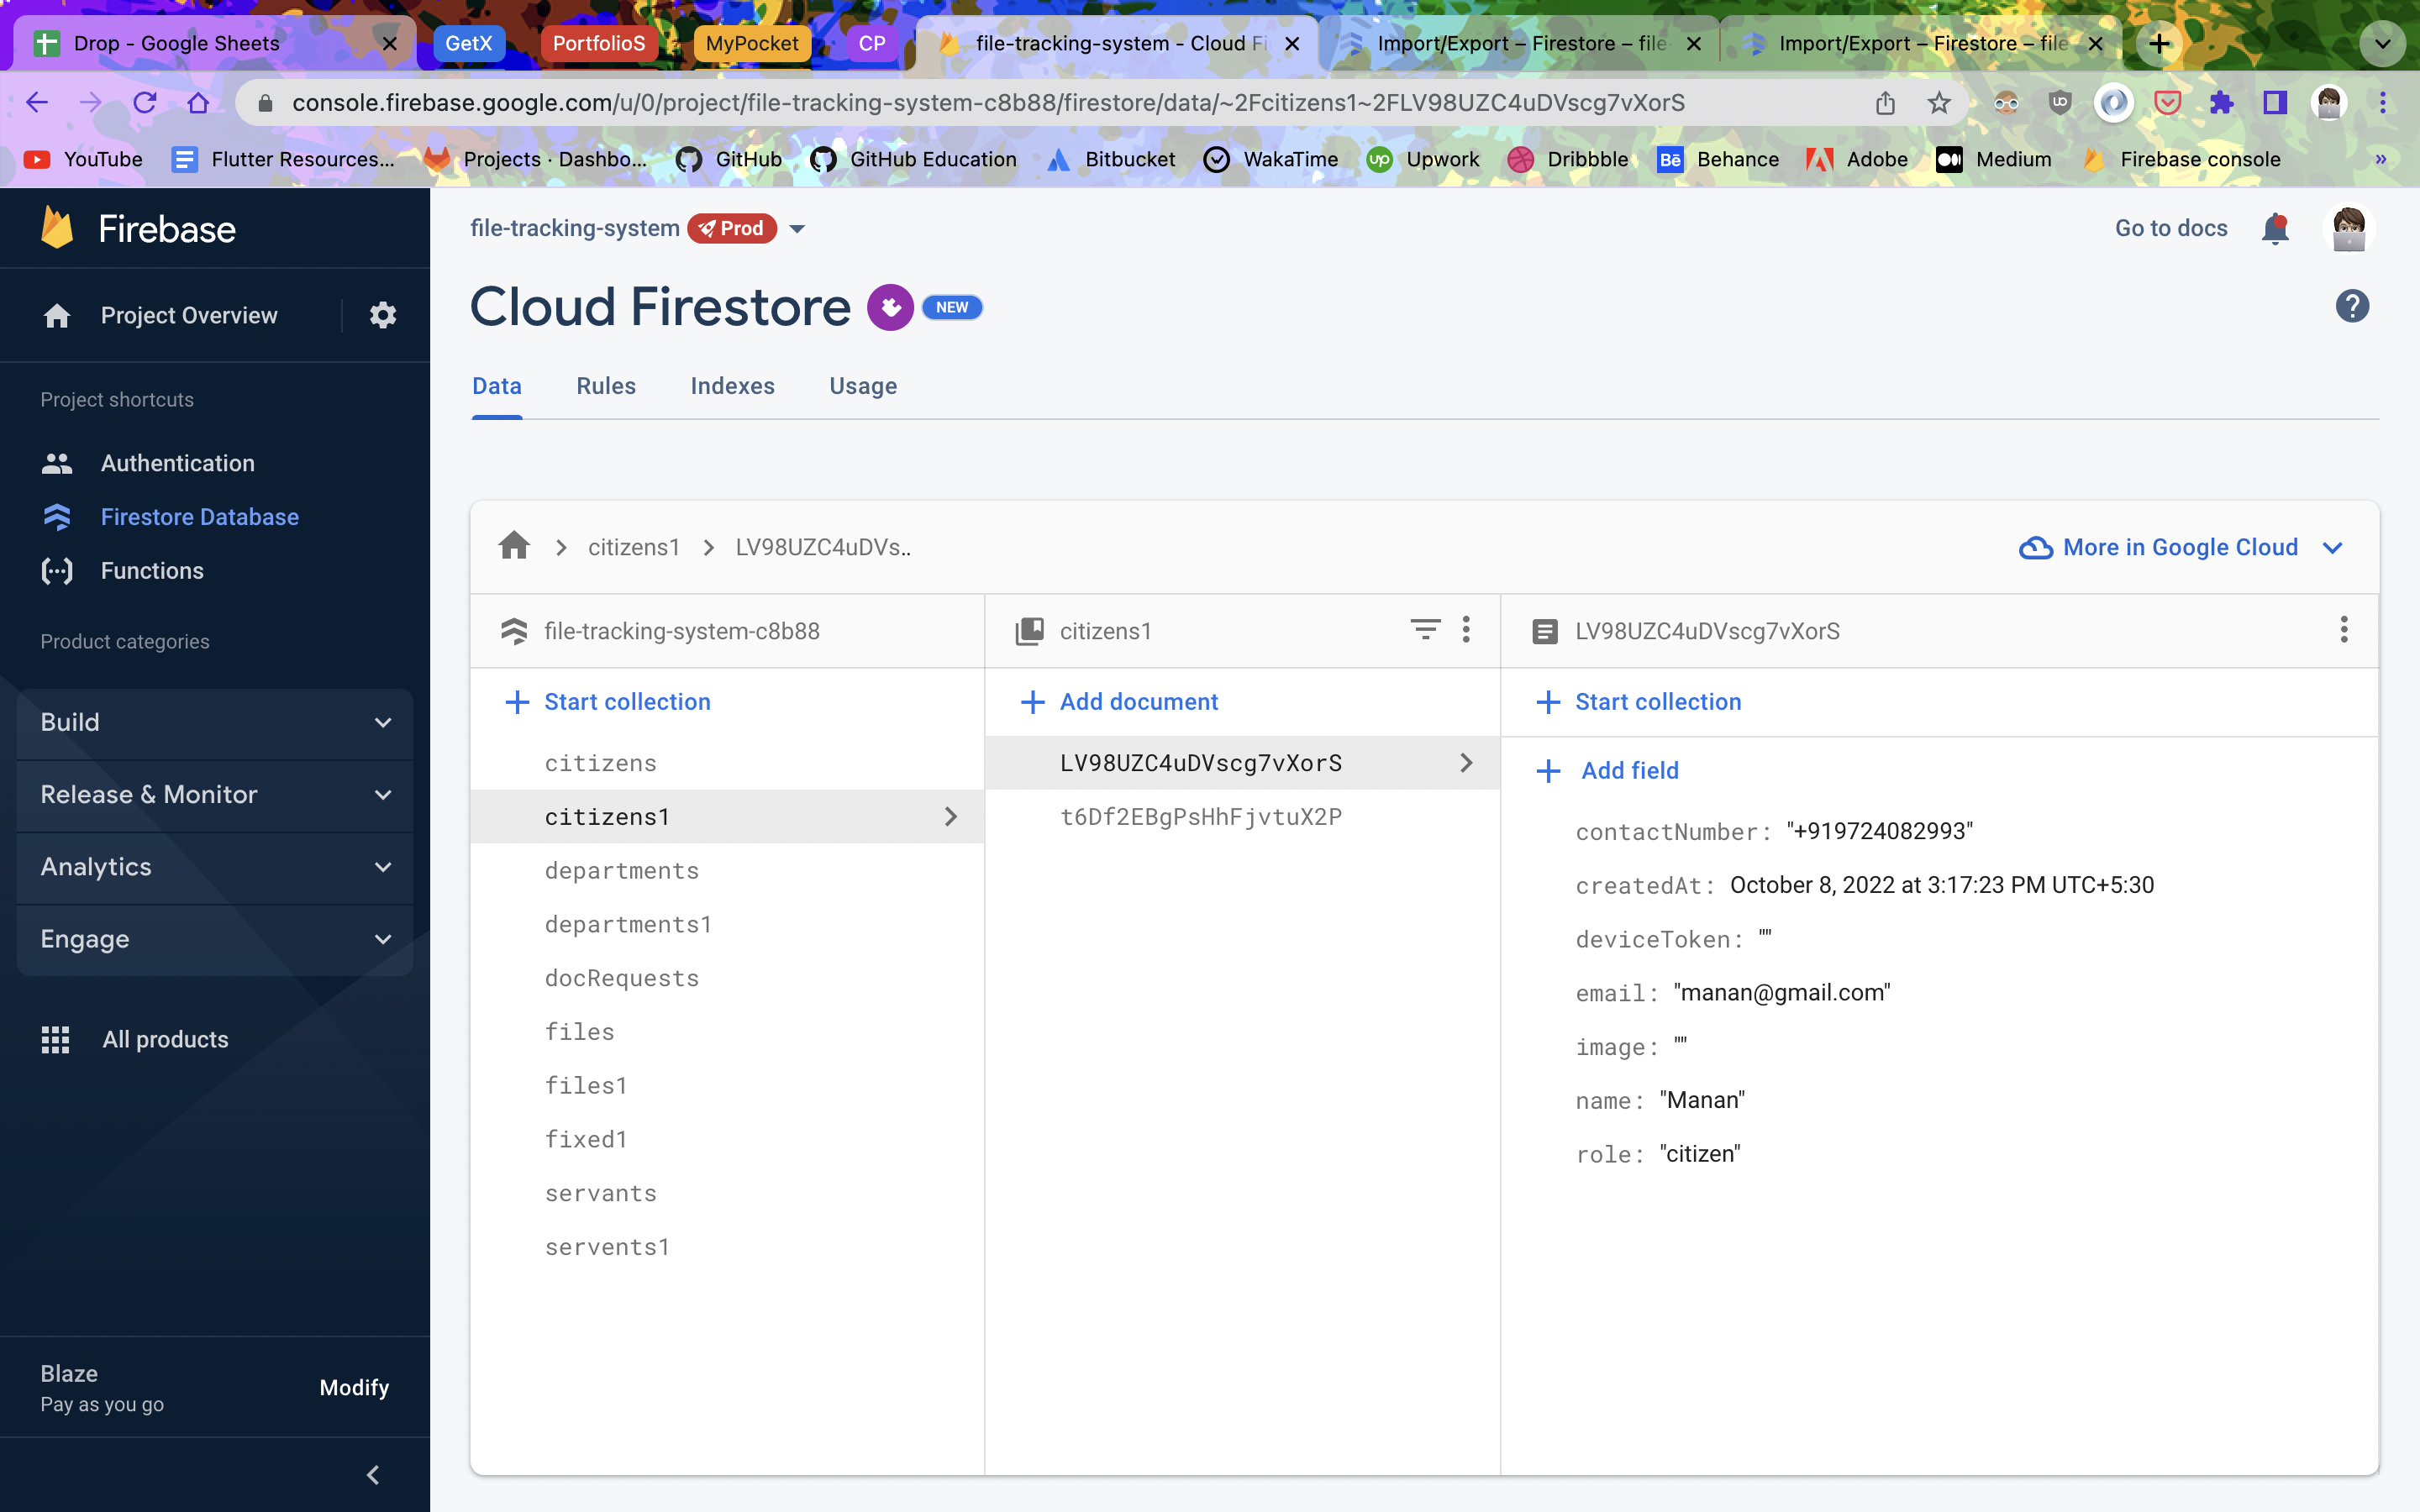 Drop - Google Sheets
GetX
PortfolioS
MyPocket
CP
file-tracking-system - Cloud Fi
Import/Export – Firestore – file
Import/Export – Firestore – file
console.firebase.google.com/u/0/project/file-tracking-system-c8b88/firestore/data/~2Fcitizens1~2FLV98UZC4uDVscg7vXorS
YouTube
Flutter Resources...
Projects · Dashbo...
GitHub
GitHub Education
Bitbucket
WakaTime
up Upwork
Dribbble
Bē Behance
Adobe
Medium
Firebase console
»
Firebase
Project Overview
Project shortcuts
Authentication
Firestore Database
Functions
Product categories
Build
Release & Monitor
Analytics
Engage
All products
Blaze
Pay as you go
Modify
file-tracking-system
Prod
Go to docs
Cloud Firestore
NEW
?
Data
Rules
Indexes
Usage
citizens1
LV98UZC4uDVs..
More in Google Cloud
file-tracking-system-c8b88
Start collection
citizens
citizens1
departments
departments1
docRequests
files
files1
fixed1
servants
servents1
citizens1
Add document
LV98UZC4uDVscg7vXorS
t6Df2EBgPsHhFjvtuX2P
LV98UZC4uDVscg7vXorS
Start collection
Add field
contactNumber: "+919724082993"
createdAt: October 8, 2022 at 3:17:23 PM UTC+5:30
deviceToken: ""
email: "manan@gmail.com"
image: ""
name: "Manan"
role: "citizen"